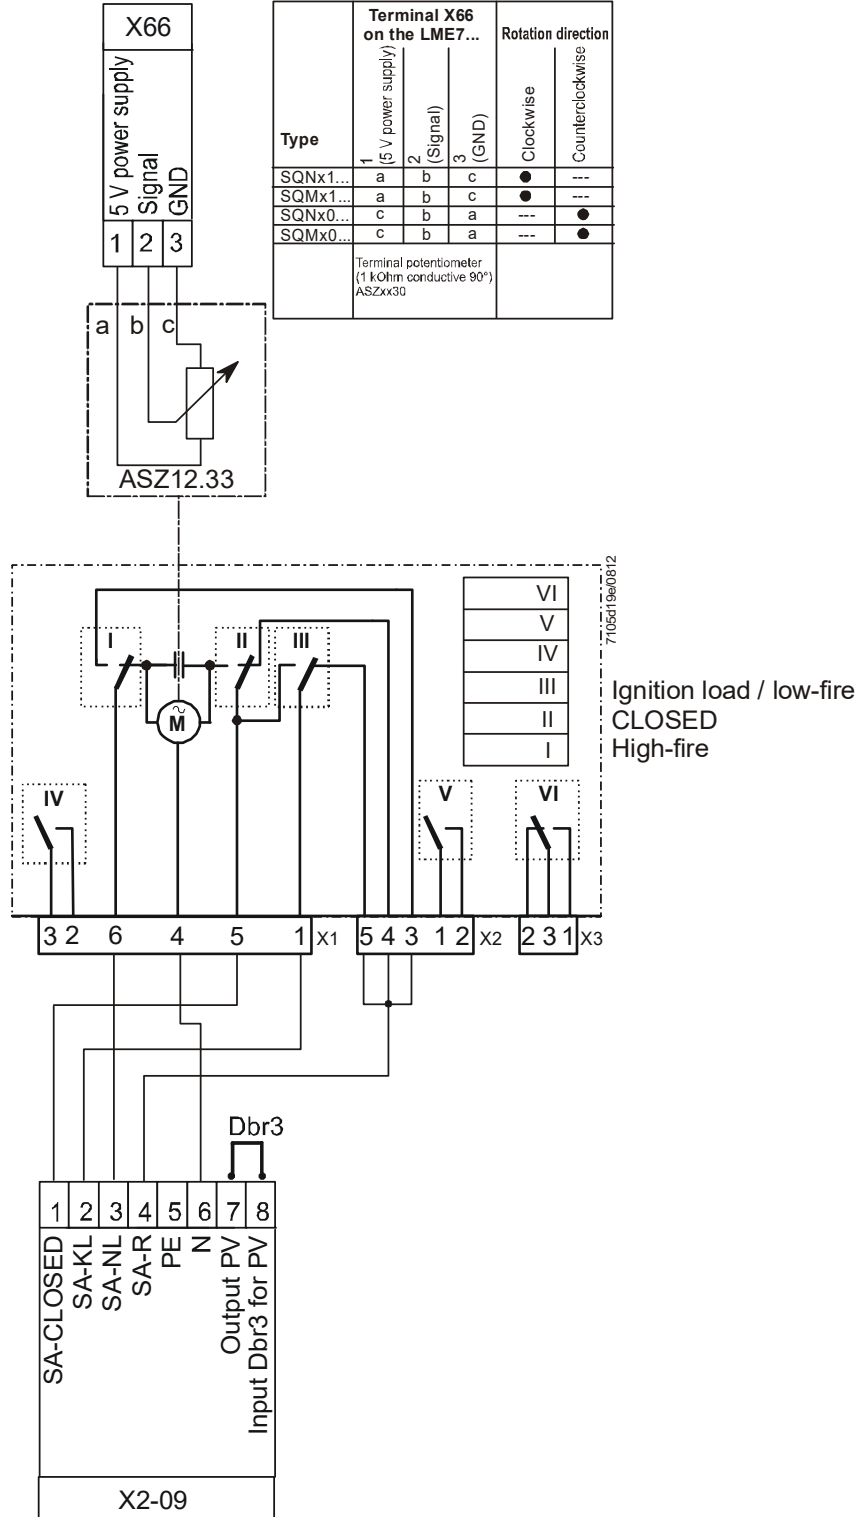 X66
5 V power supply
Signal
GND
1 2 3
a b c
ASZ12.33
Terminal X66
on the LME7...
Rotation direction
Type
1
(5 V power supply)
2
(Signal)
3
(GND)
Clockwise
Counterclockwise
SQNx1... a b c ● ---
SQMx1... a b c ● ---
SQNx0... c b a --- ●
SQMx0... c b a --- ●
Terminal potentiometer
(1 kOhm conductive 90°)
ASZxx30
7105d19e/0812
I II III
M
~
VI
V
IV
III Ignition load / low-fire
II CLOSED
I High-fire
IV V VI
3 2 6 4 5 1 X1 5 4 3 1 2 X2 2 3 1 X3
Dbr3
1 2 3 4 5 6 7 8
SA-CLOSED
SA-KL
SA-NL
SA-R
PE
N
Output PV
Input Dbr3 for PV
X2-09